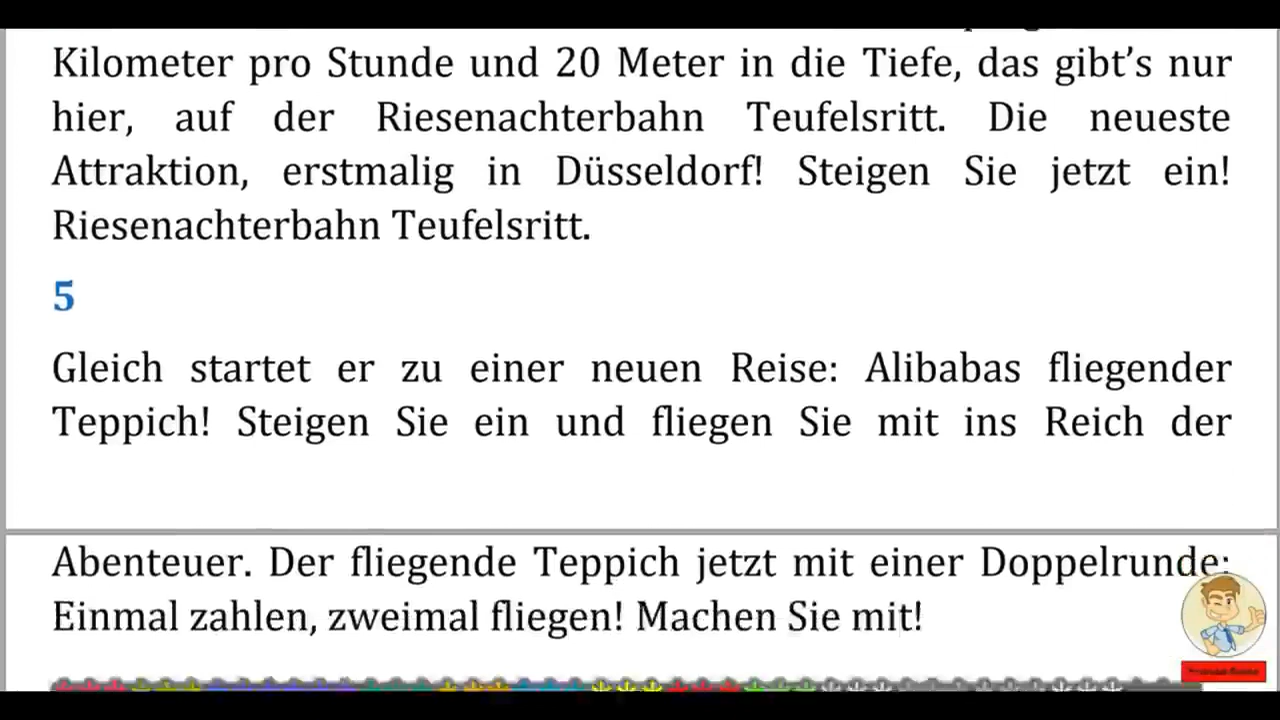 Kilometer pro Stunde und 20 Meter in die Tiefe, das gibt’s nur
hier, auf der Riesenachterbahn Teufelsritt. Die neueste
Attraktion, erstmalig in Düsseldorf! Steigen Sie jetzt ein!
Riesenachterbahn Teufelsritt.
5
Gleich startet er zu einer neuen Reise: Alibabas fliegender
Teppich! Steigen Sie ein und fliegen Sie mit ins Reich der
Abenteuer. Der fliegende Teppich jetzt mit einer Doppelrunde:
Einmal zahlen, zweimal fliegen! Machen Sie mit!